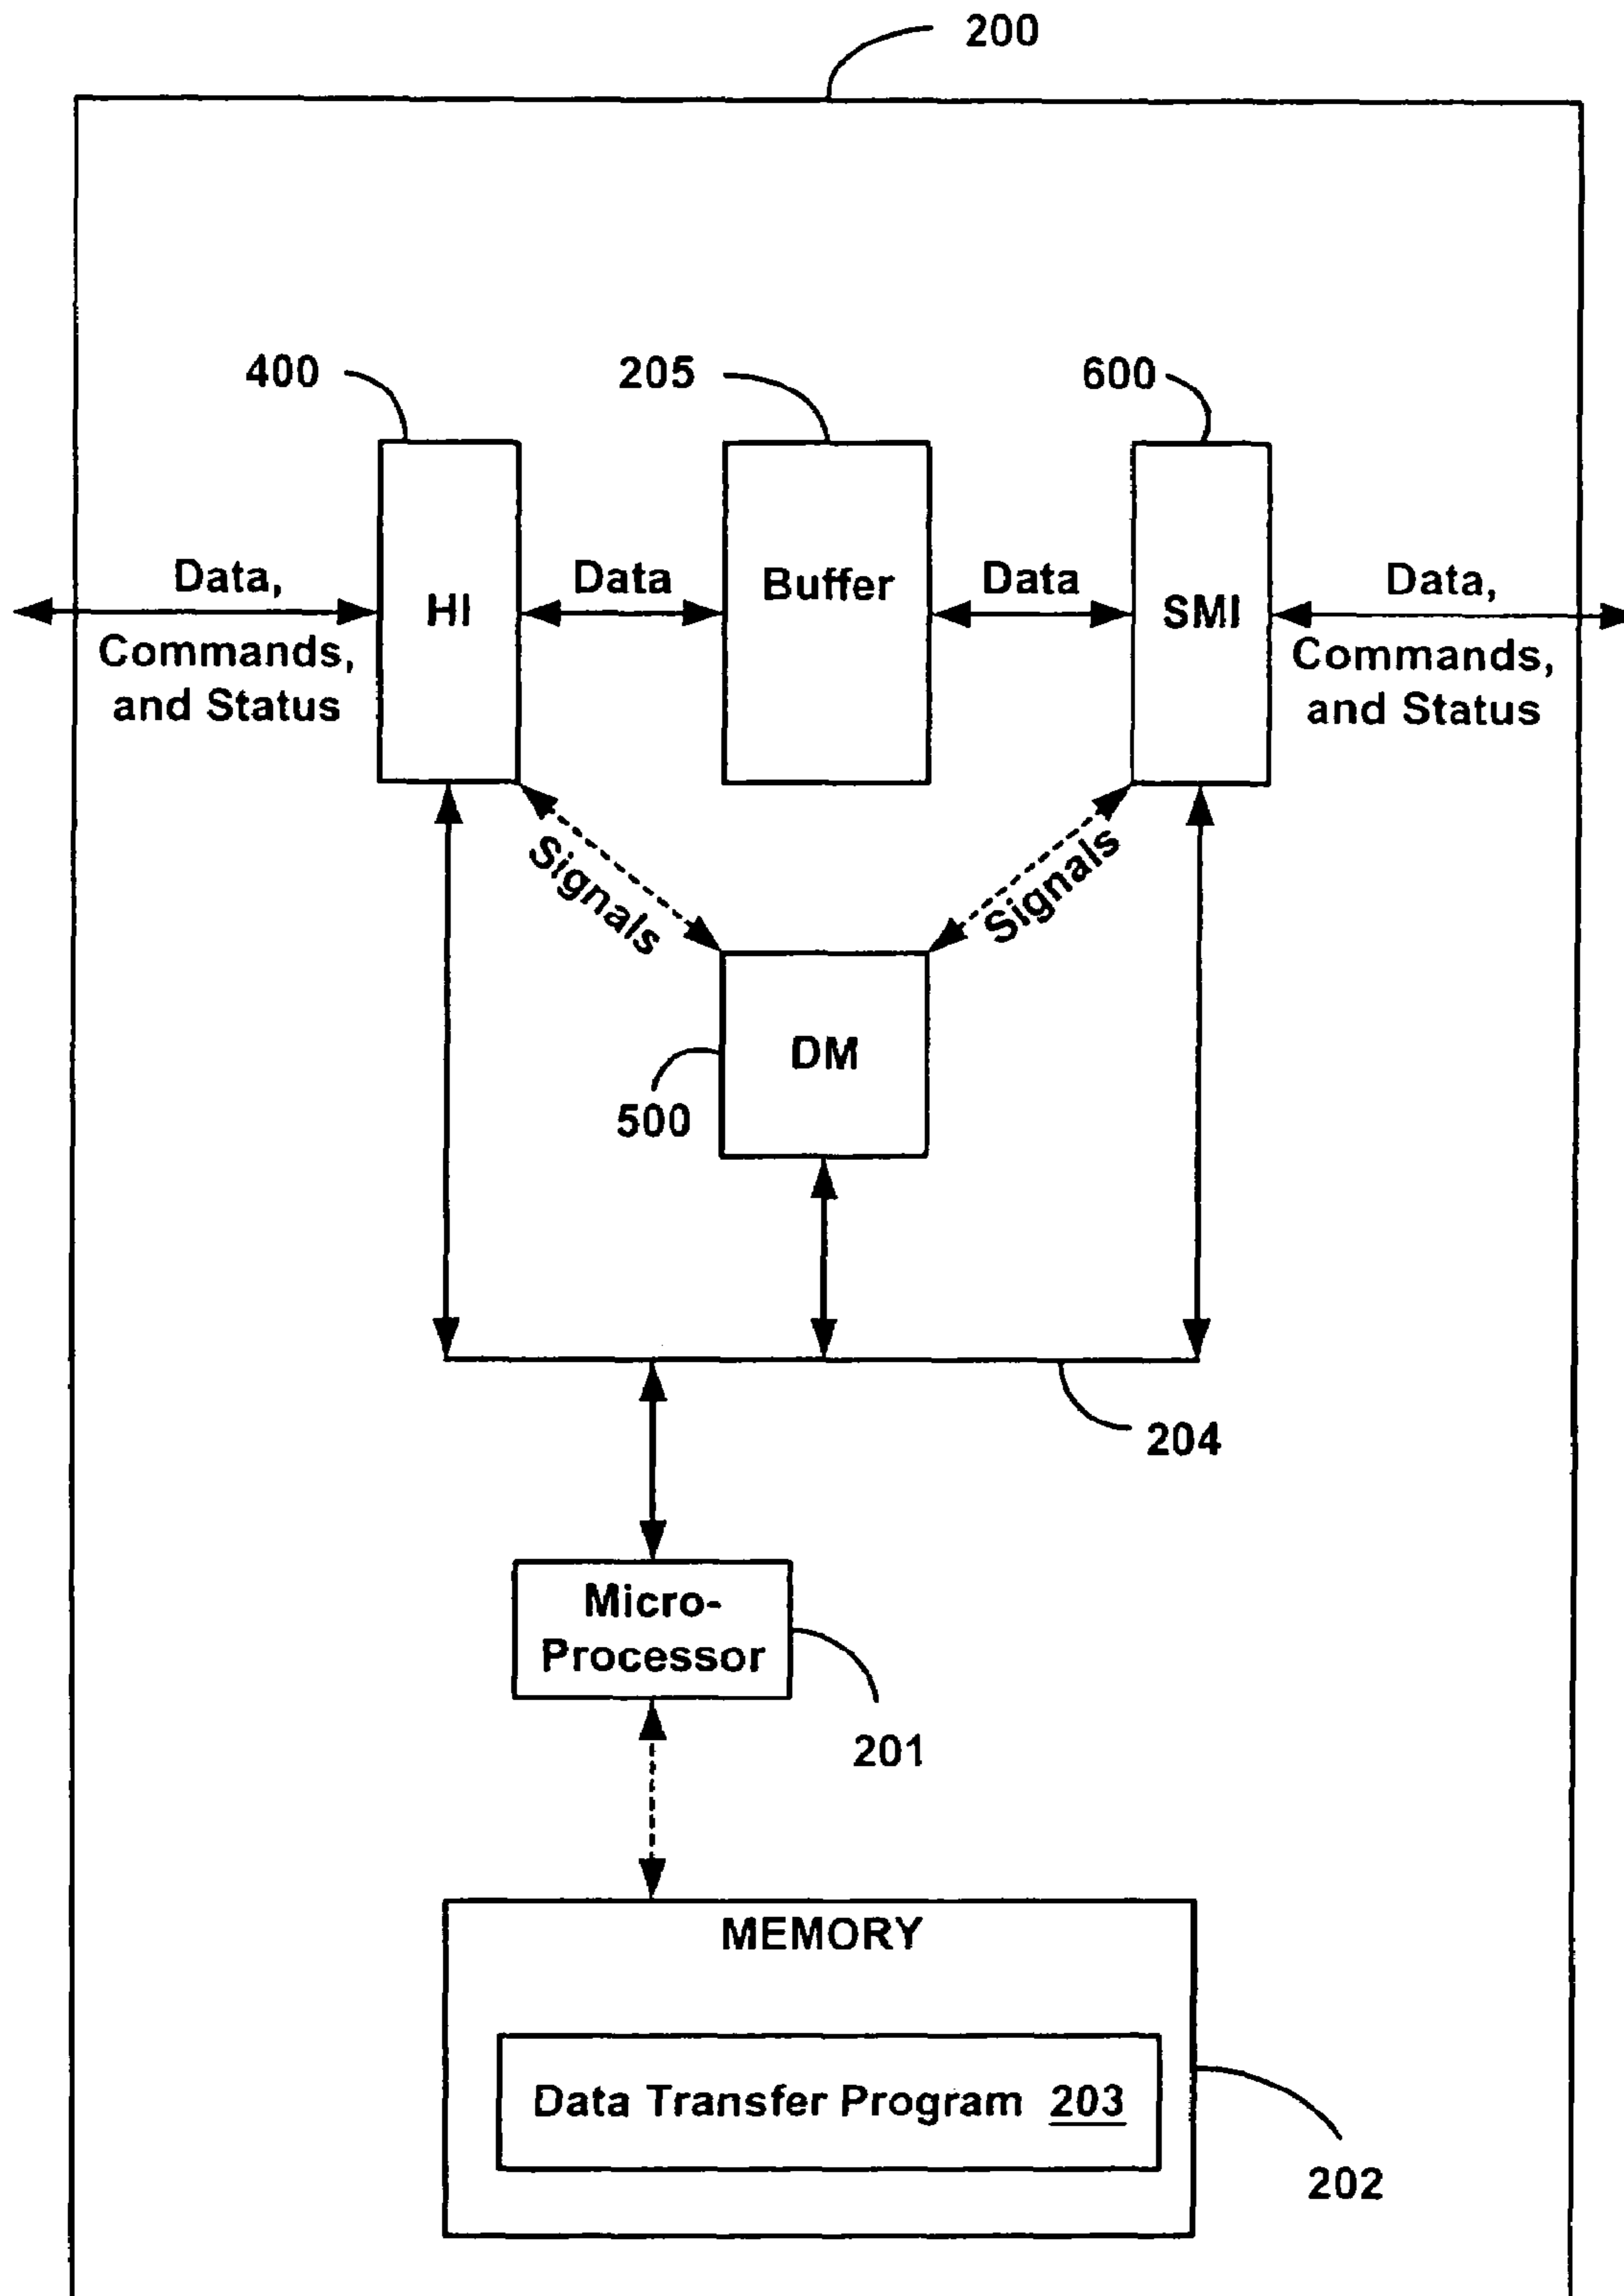 200
400
205
600
Data,
Commands,
and Status
HI
Data
Buffer
Data
SMI
Data,
Commands,
and Status
Signals
Signals
DM
500
204
Micro-
Processor
201
MEMORY
Data Transfer Program 203
202